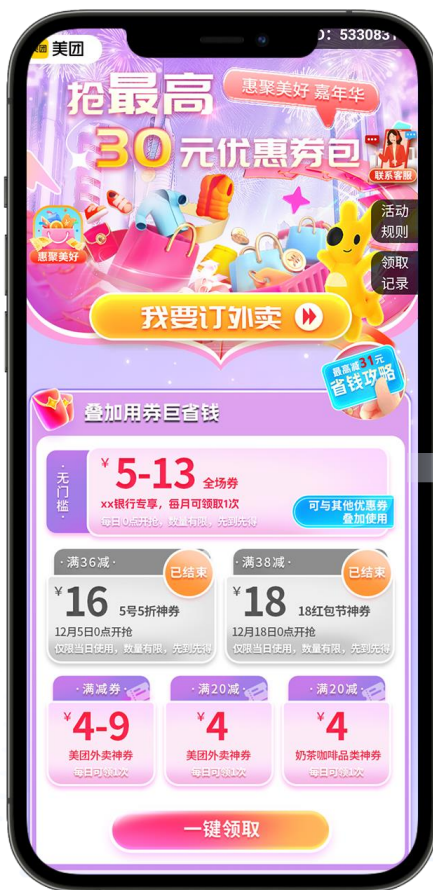 美团
D: 5330831
抢最高
惠聚美好 嘉年华
30元优惠券包
联系客服
惠聚美好
活动
规则
领取
记录
我要订外卖
最高减31元
省钱攻略
叠加用券巨省钱
·无门槛·
¥5-13 全场券
xx银行专享,每月可领取1次
每日0点开抢,数量有限,先到先得
可与其他优惠券
叠加使用
·满36减·
已结束
¥16 5号5折神券
12月5日0点开抢
仅限当日使用,数量有限,先到先得
·满38减·
已结束
¥18 18红包节神券
12月18日0点开抢
仅限当日使用,数量有限,先到先得
·满减券·
¥4-9
美团外卖神券
每日可领1次
·满20减·
¥4
美团外卖神券
每日可领1次
·满20减·
¥4
奶茶咖啡品类神券
每日可领1次
一键领取